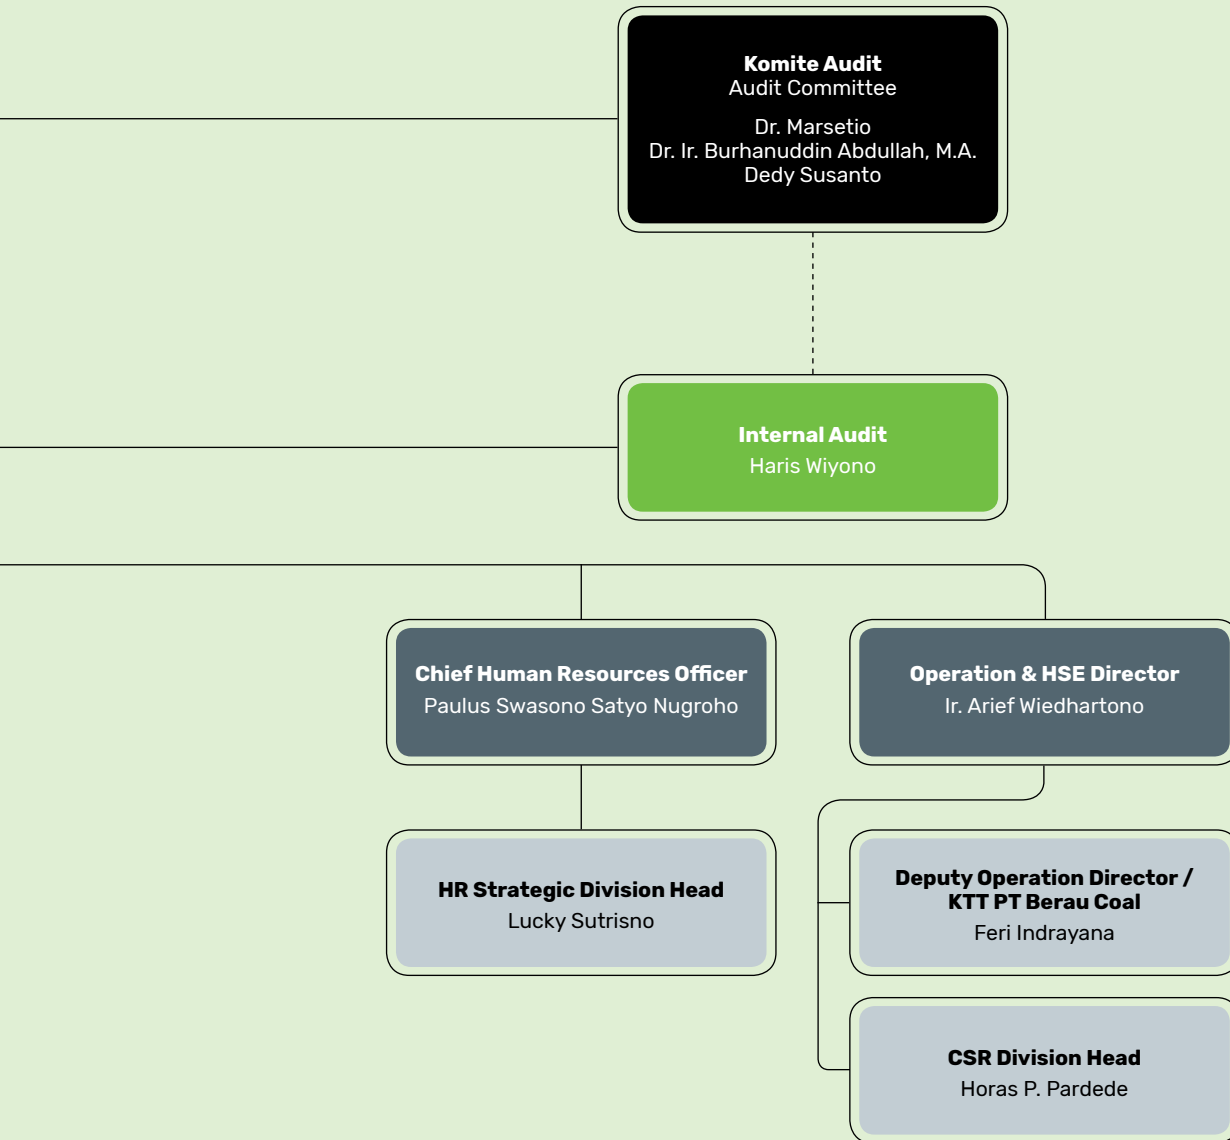 Komite Audit
Audit Committee
Dr. Marsetio
Dr. Ir. Burhanuddin Abdullah, M.A.
Dedy Susanto
Internal Audit
Haris Wiyono
Chief Human Resources Officer
Paulus Swasono Satyo Nugroho
Operation & HSE Director
Ir. Arief Wiedhartono
HR Strategic Division Head
Lucky Sutrisno
Deputy Operation Director /
KTT PT Berau Coal
Feri Indrayana
CSR Division Head
Horas P. Pardede